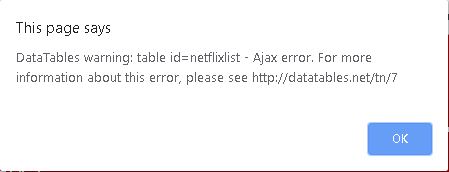 This page says
DataTables warning: table id=netflixlist - Ajax error. For more
information about this error, please see http://datatables.net/tn/7
OK